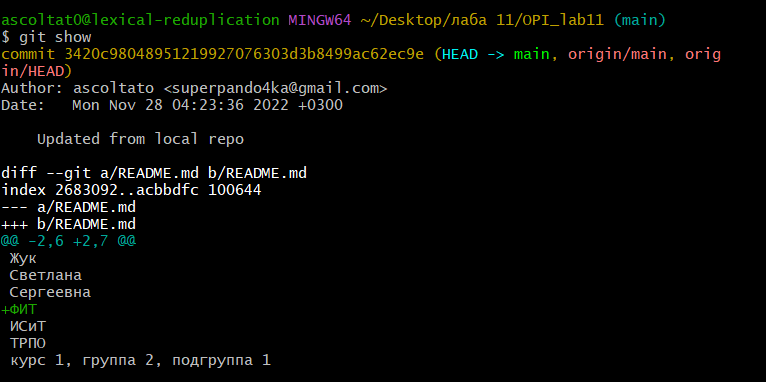 ascoltat0@lexical-reduplication MINGW64 ~/Desktop/лаба 11/OPI_lab11 (main)
$ git show
commit 3420c98048951219927076303d3b8499ac62ec9e (HEAD -> main, origin/main, orig
in/HEAD)
Author: ascoltato <superpando4ka@gmail.com>
Date:   Mon Nov 28 04:23:36 2022 +0300
    Updated from local repo
diff --git a/README.md b/README.md
index 2683092..acbbdfc 100644
--- a/README.md
+++ b/README.md
@@ -2,6 +2,7 @@
 Жук
 Светлана
 Сергеевна
+ФИТ
 ИСиТ
 ТРПО
 курс 1, группа 2, подгруппа 1